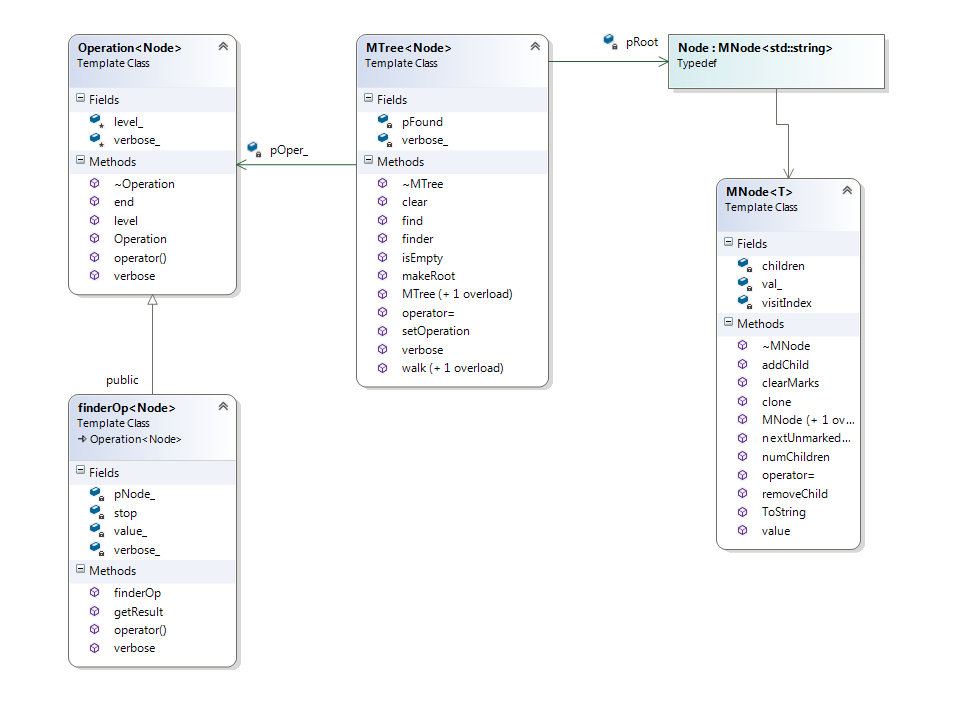 Operation<Node>
Template Class
Fields
level_
verbose_
Methods
~Operation
end
level
Operation
operator()
verbose
pOper_
MTree<Node>
Template Class
Fields
pFound
verbose_
Methods
~MTree
clear
find
finder
isEmpty
makeRoot
MTree (+ 1 overload)
operator=
setOperation
verbose
walk (+ 1 overload)
pRoot
Node : MNode<std::string>
Typedef
MNode<T>
Template Class
Fields
children
val_
visitIndex
Methods
~MNode
addChild
clearMarks
clone
MNode (+ 1 ov...
nextUnmarked...
numChildren
operator=
removeChild
ToString
value
public
finderOp<Node>
Template Class
Operation<Node>
Fields
pNode_
stop
value_
verbose_
Methods
finderOp
getResult
operator()
verbose